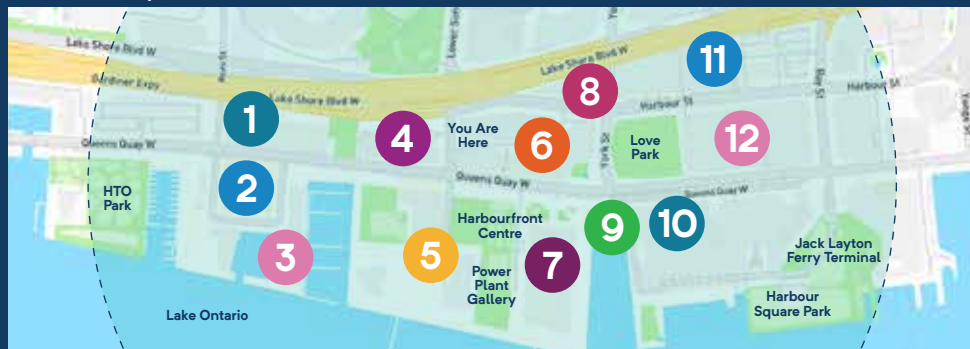 Lake Shore Blvd W
Gardiner Expy
Lake Shore Blvd W
Lake Shore Blvd W
Harbour St
Harbour St
Bay St
York St
Queens Quay W
Queens Quay W
Queens Quay W
1
2
3
4
You Are
Here
5
6
7
8
9
10
11
12
Love
Park
HTO
Park
Harbourfront
Centre
Power
Plant
Gallery
Jack Layton
Ferry Terminal
Harbour
Square Park
Lake Ontario